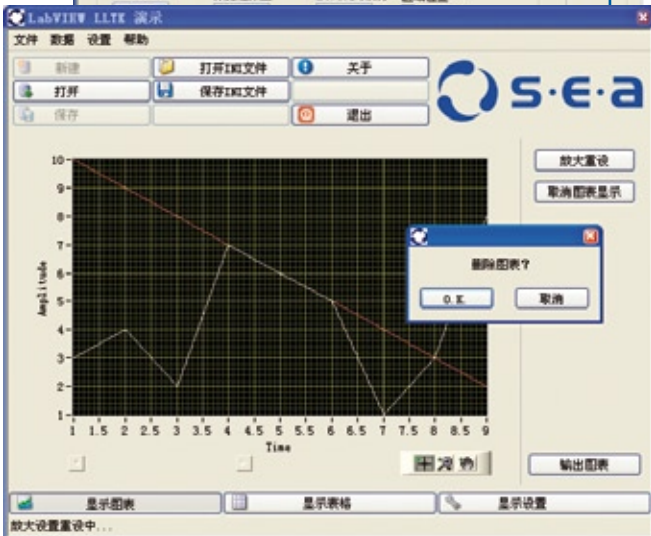 LabVIEW LLTK 演示
文件 数据 设置 帮助
新建 打开INI文件 关于
打开 保存INI文件
保存 退出
s·e·a
放大重设
取消图表显示
删除图表?
O.K. 取消
10
9
8
7
6
5
4
3
2
1
Amplitude
1 1.5 2 2.5 3 3.5 4 4.5 5 5.5 6 6.5 7 7.5 8 8.5 9
Time
输出图表
显示图表 显示表格 显示设置
放大设置重设中...